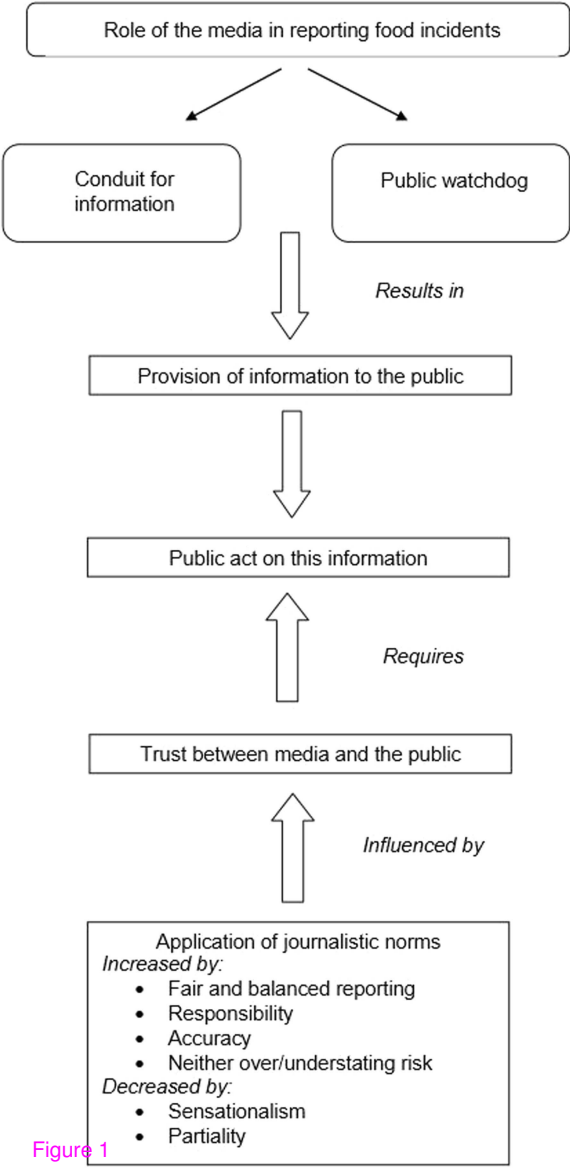 Role of the media in reporting food incidents
Conduit for
information
Public watchdog
Results in
Provision of information to the public
Public act on this information
Requires
Trust between media and the public
Influenced by
Application of journalistic norms
Increased by:
• Fair and balanced reporting
• Responsibility
• Accuracy
• Neither over/understating risk
Decreased by:
• Sensationalism
• Partiality
Figure 1